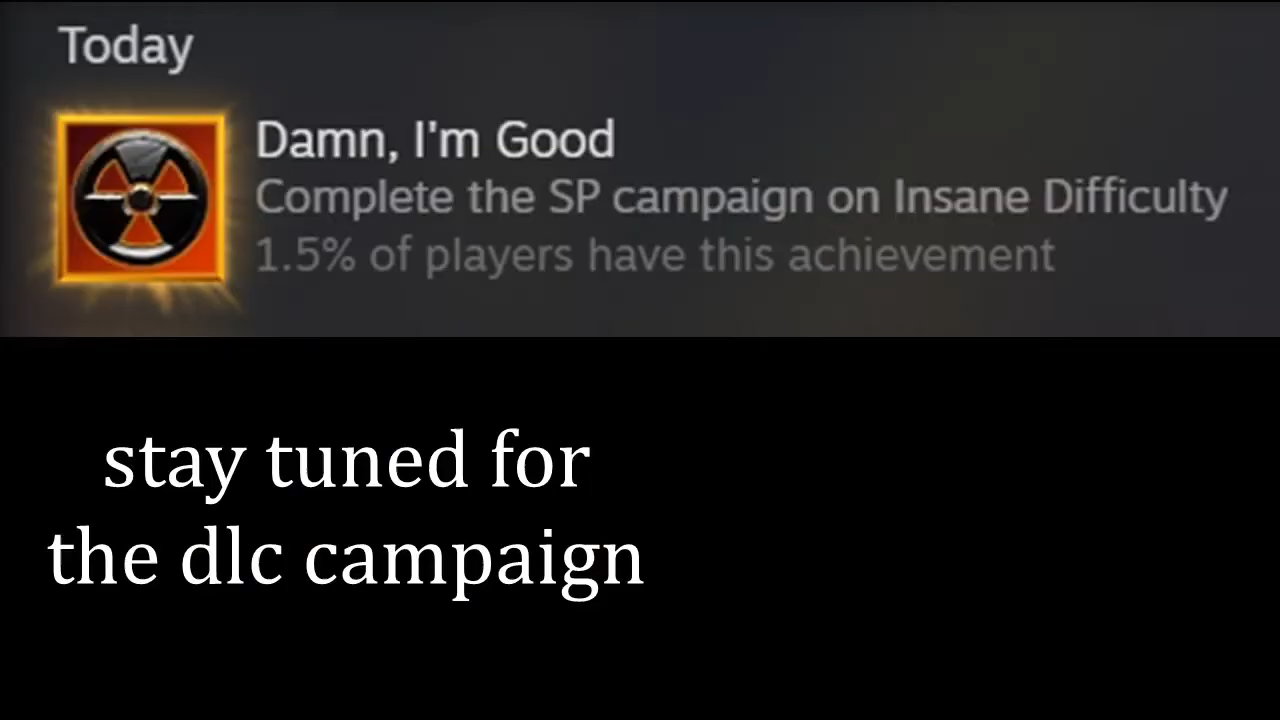 Today
Damn, I'm Good
Complete the SP campaign on Insane Difficulty
1.5% of players have this achievement
stay tuned for
the dlc campaign